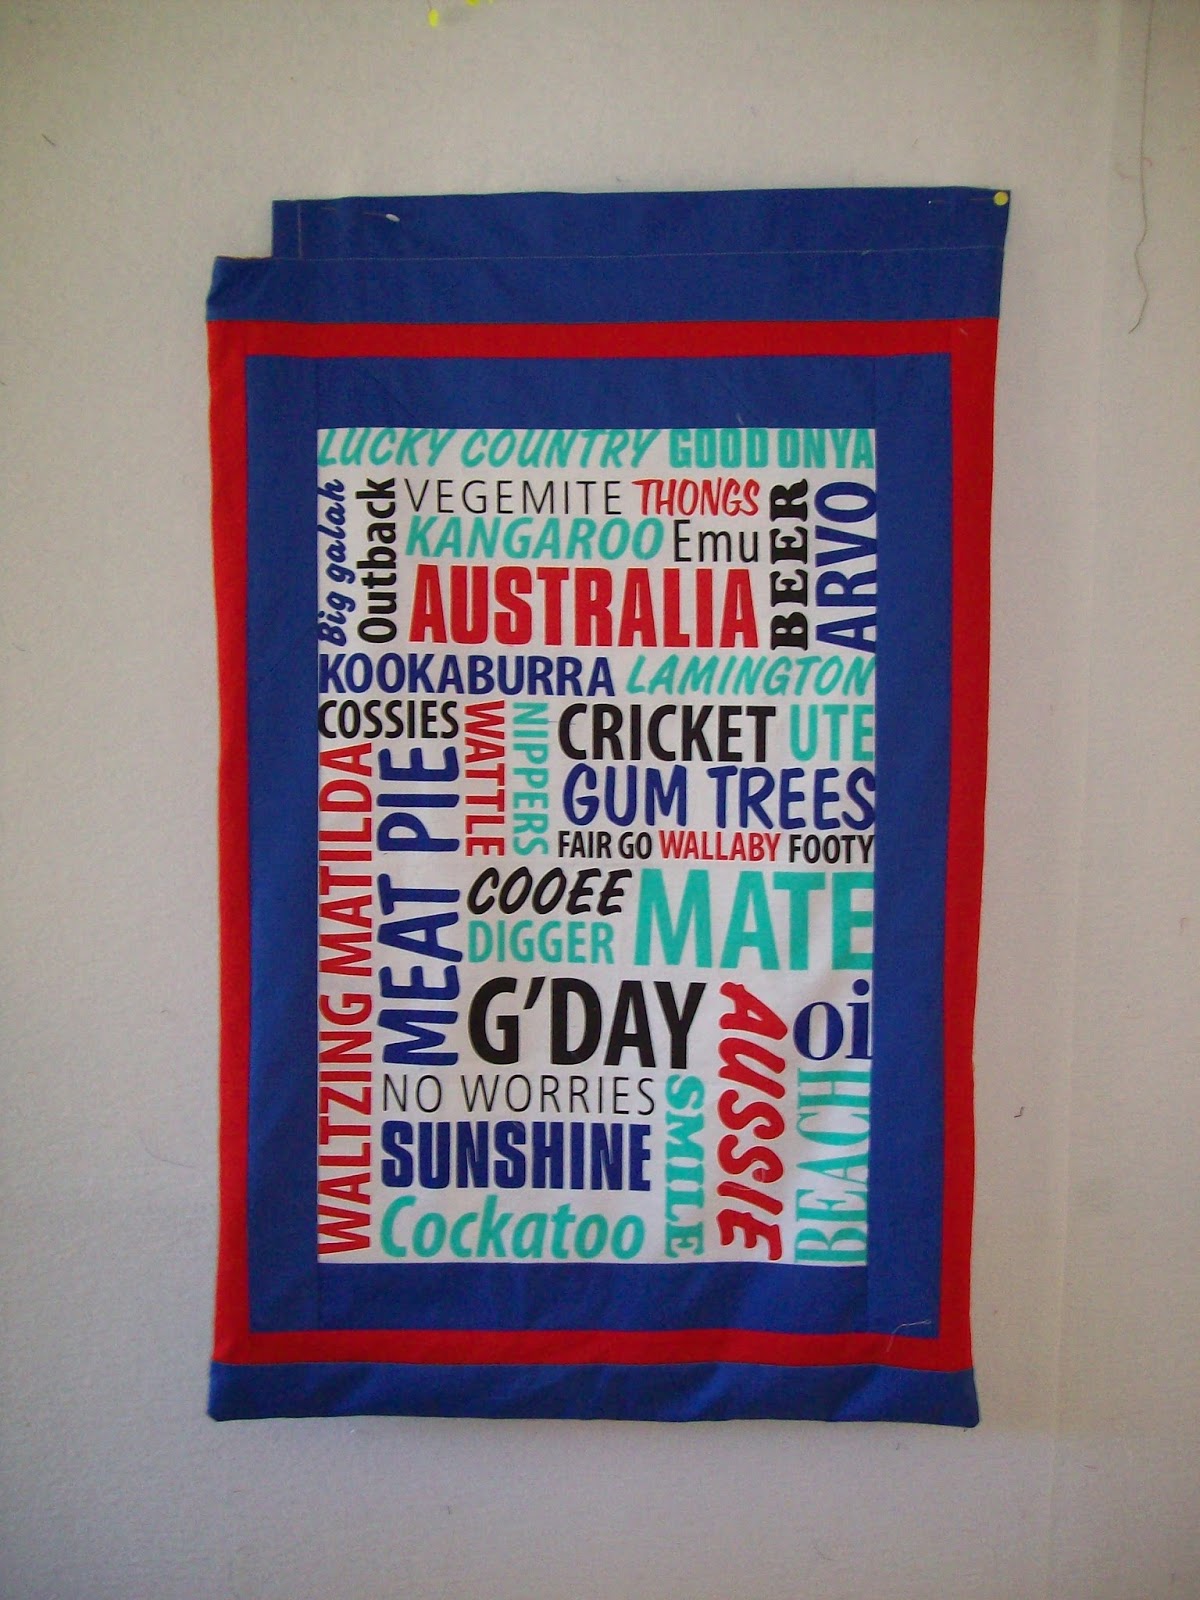 LUCKY COUNTRY GOOD ONYA
Big galah
Outback
VEGEMITE THONGS
KANGAROO Emu
AUSTRALIA
BEER
ARVO
KOOKABURRA LAMINGTON
COSSIES
WATTLE
NIPPERS
CRICKET UTE
GUM TREES
FAIR GO WALLABY FOOTY
WALTZING MATILDA
MEAT PIE
COOEE
DIGGER
MATE
G'DAY
AUSSIE
oi
NO WORRIES
SUNSHINE
SMILE
BEACH
Cockatoo